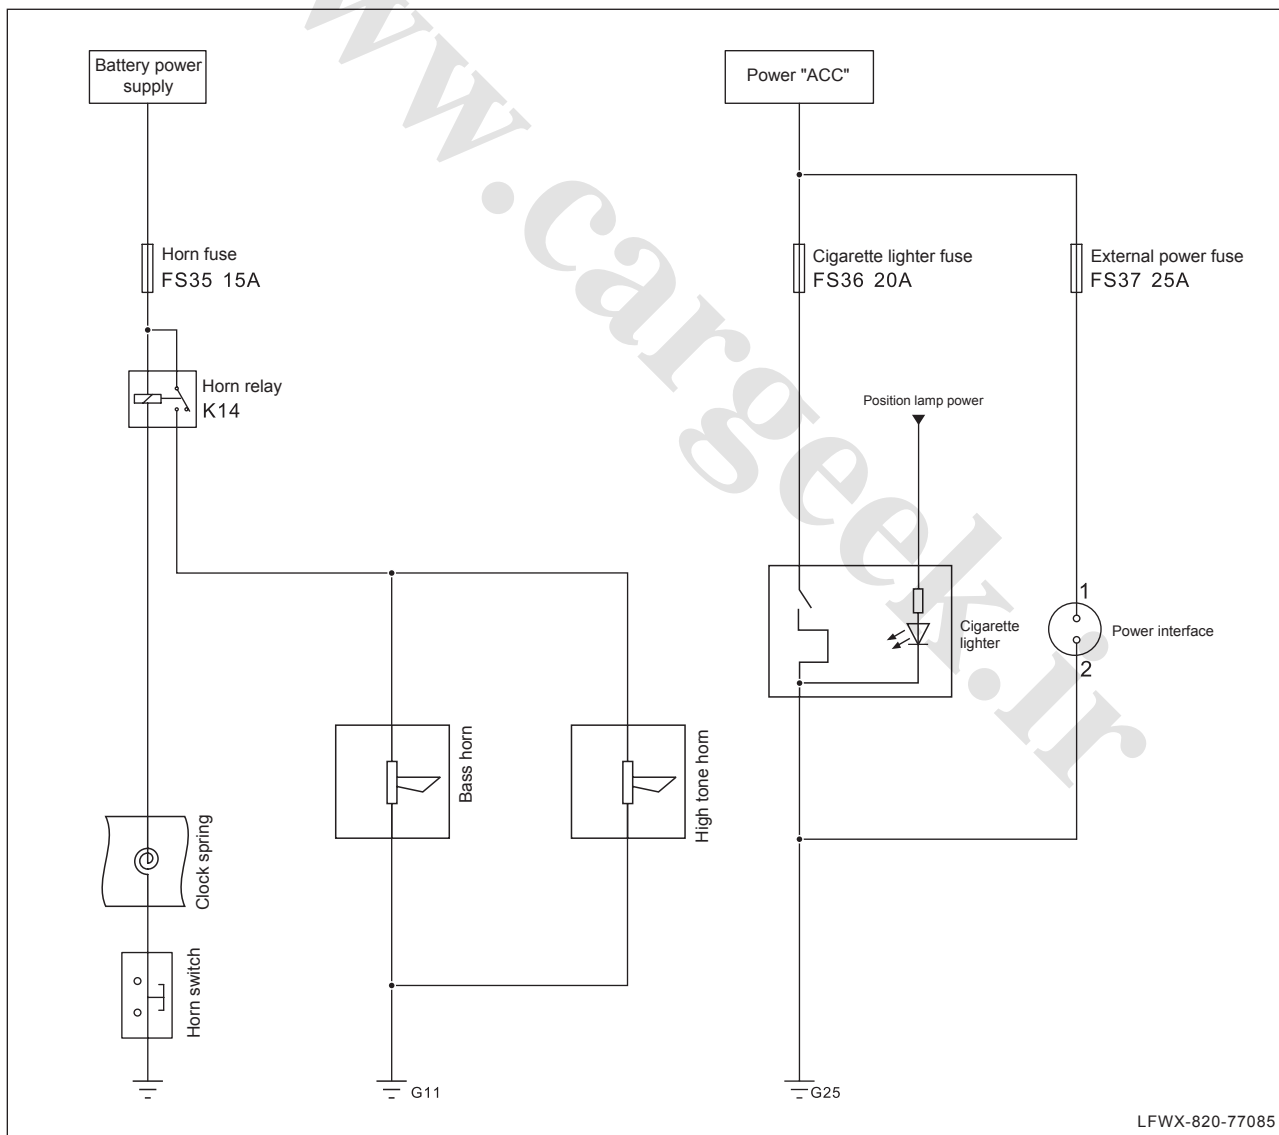 Battery power
supply
Power "ACC"
Horn fuse
FS35 15A
Cigarette lighter fuse
FS36 20A
External power fuse
FS37 25A
Horn relay
K14
Position lamp power
Cigarette
lighter
1
2
Power interface
Bass horn
High tone horn
Clock spring
Horn switch
G11
G25
LFWX-820-77085
ww.cargeek.ir